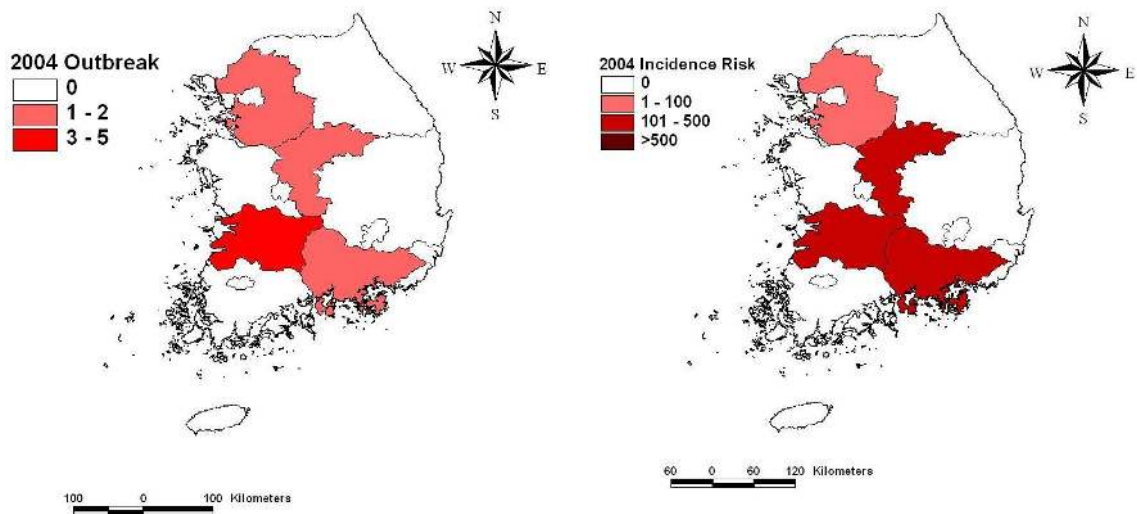 2004 Outbreak
0
1 - 2
3 - 5
N
W E
S
100 0 100 Kilometers
2004 Incidence Risk
0
1 - 100
101 - 500
>500
N
W E
S
60 0 60 120 Kilometers